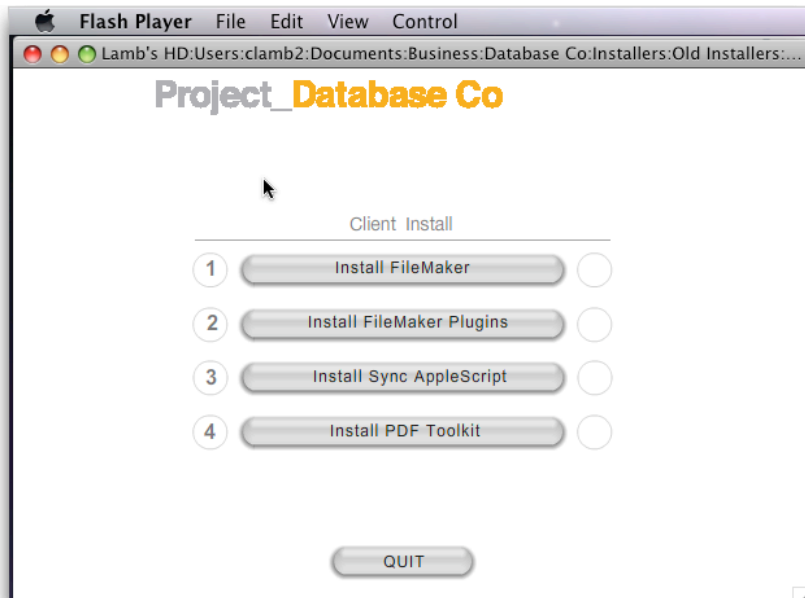 Flash Player File Edit View Control
Lamb's HD:Users:clamb2:Documents:Business:Database Co:Installers:Old Installers:...
Project_Database Co
Client Install
1 Install FileMaker
2 Install FileMaker Plugins
3 Install Sync AppleScript
4 Install PDF Toolkit
QUIT